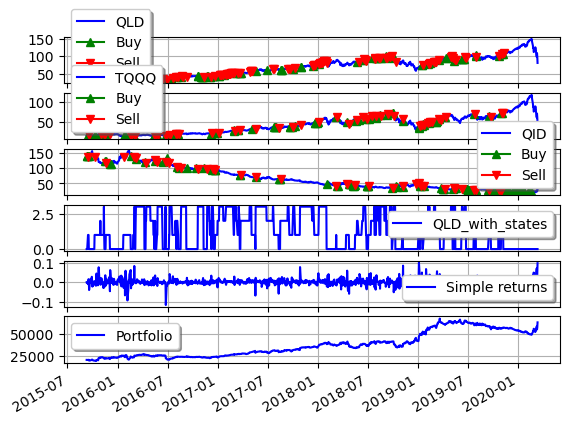 QLD
Buy
Sell
150
100
50
TQQQ
Buy
Sell
100
50
QID
Buy
Sell
150
100
50
QLD_with_states
2.5
0.0
Simple returns
0.1
0.0
−0.1
Portfolio
50000
25000
2015-07 2016-01 2016-07 2017-01 2017-07 2018-01 2018-07 2019-01 2019-07 2020-01